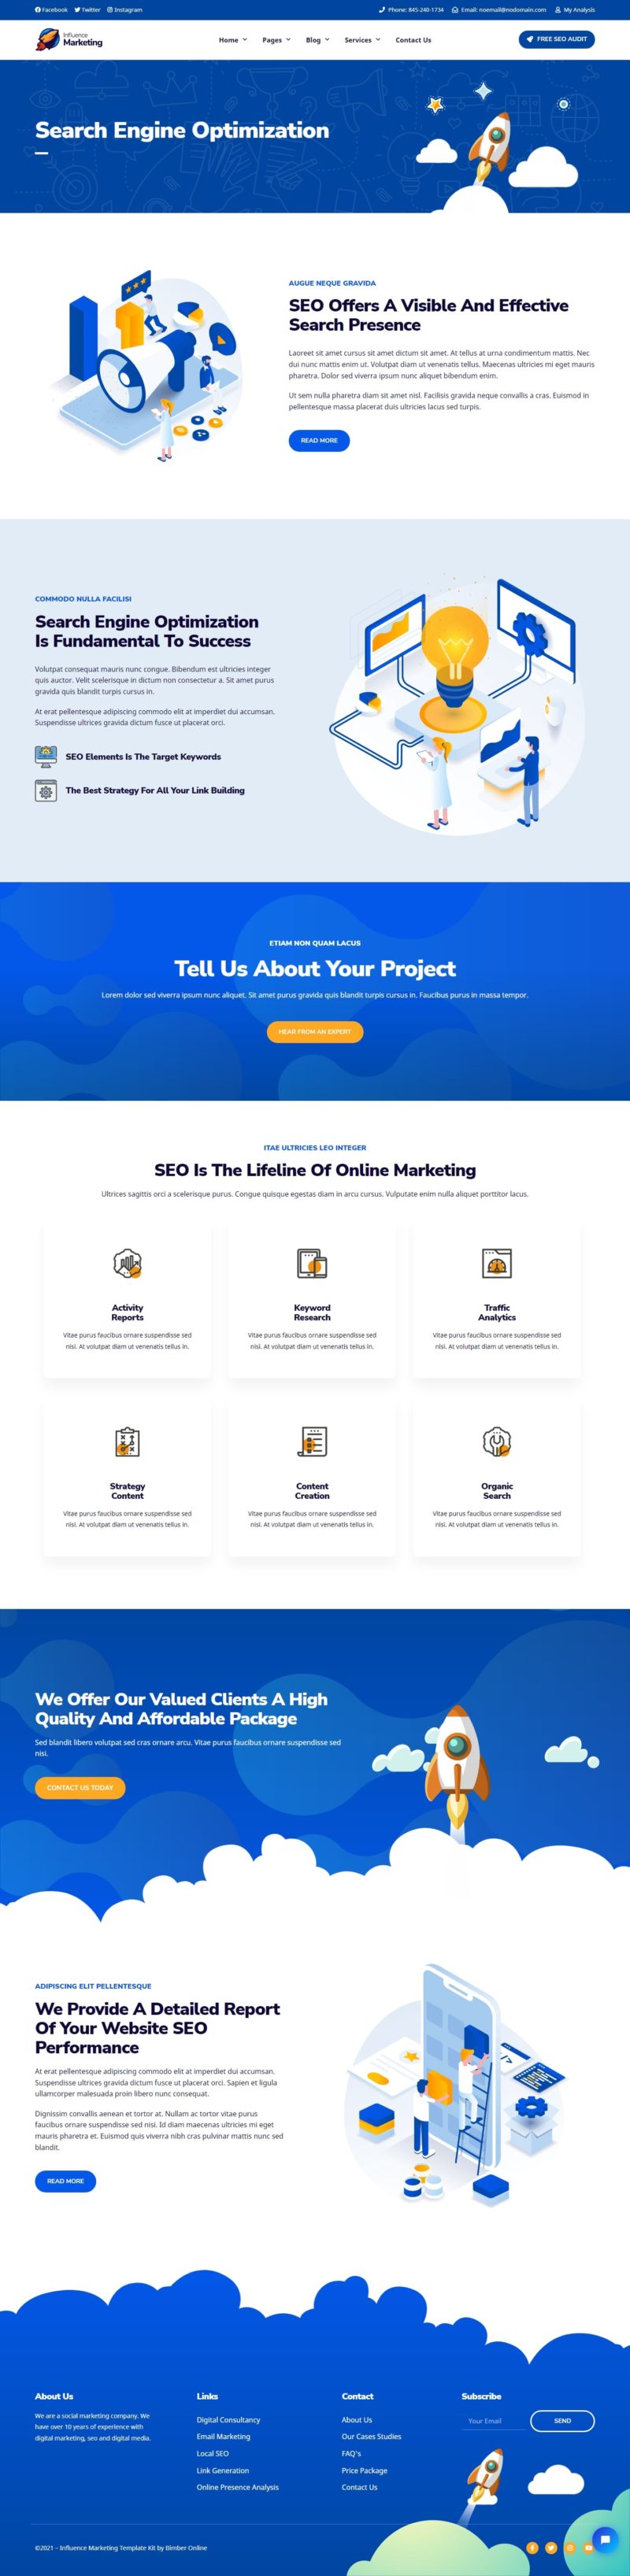 Facebook Twitter Instagram Phone: 845-240-1734 Email: noemail@nodomain.com My Analysis
Influence
Marketing
Home Pages Blog Services Contact Us FREE SEO AUDIT
Search Engine Optimization
AUGUE NEQUE GRAVIDA
SEO Offers A Visible And Effective
Search Presence
Laoreet sit amet cursus sit amet dictum sit amet. At tellus at urna condimentum mattis. Nec
dui nunc mattis enim ut. Volutpat diam ut venenatis tellus. Maecenas ultricies mi eget mauris
pharetra. Dolor sed viverra ipsum nunc aliquet bibendum enim.
Ut sem nulla pharetra diam sit amet nisl. Facilisis gravida neque convallis a cras. Euismod in
pellentesque massa placerat duis ultricies lacus sed turpis.
READ MORE
COMMODO NULLA FACILISI
Search Engine Optimization
Is Fundamental To Success
Volutpat consequat mauris nunc congue. Bibendum est ultricies integer
quis auctor. Velit scelerisque in dictum non consectetur a. Sit amet purus
gravida quis blandit turpis cursus in.
At erat pellentesque adipiscing commodo elit at imperdiet dui accumsan.
Suspendisse ultrices gravida dictum fusce ut placerat orci.
SEO Elements Is The Target Keywords
The Best Strategy For All Your Link Building
ETIAM NON QUAM LACUS
Tell Us About Your Project
Lorem dolor sed viverra ipsum nunc aliquet. Sit amet purus gravida quis blandit turpis cursus in. Faucibus purus in massa tempor.
HEAR FROM AN EXPERT
ITAE ULTRICIES LEO INTEGER
SEO Is The Lifeline Of Online Marketing
Ultrices sagittis orci a scelerisque purus. Congue quisque egestas diam in arcu cursus. Vulputate enim nulla aliquet porttitor lacus.
Activity
Reports
Vitae purus faucibus ornare suspendisse sed
nisi. At volutpat diam ut venenatis tellus in.
Keyword
Research
Vitae purus faucibus ornare suspendisse sed
nisi. At volutpat diam ut venenatis tellus in.
Traffic
Analytics
Vitae purus faucibus ornare suspendisse sed
nisi. At volutpat diam ut venenatis tellus in.
Strategy
Content
Vitae purus faucibus ornare suspendisse sed
nisi. At volutpat diam ut venenatis tellus in.
Content
Creation
Vitae purus faucibus ornare suspendisse sed
nisi. At volutpat diam ut venenatis tellus in.
Organic
Search
Vitae purus faucibus ornare suspendisse sed
nisi. At volutpat diam ut venenatis tellus in.
We Offer Our Valued Clients A High
Quality And Affordable Package
Sed blandit libero volutpat sed cras ornare arcu. Vitae purus faucibus ornare suspendisse sed
nisi.
CONTACT US TODAY
ADIPISCING ELIT PELLENTESQUE
We Provide A Detailed Report
Of Your Website SEO
Performance
At erat pellentesque adipiscing commodo elit at imperdiet dui accumsan.
Suspendisse ultrices gravida dictum fusce ut placerat orci. Sapien et ligula
ullamcorper malesuada proin libero nunc consequat.
Dignissim convallis aenean et tortor at. Nullam ac tortor vitae purus
faucibus ornare suspendisse sed nisi. Id diam maecenas ultricies mi eget
mauris pharetra et. Euismod quis viverra nibh cras pulvinar mattis nunc sed
blandit.
READ MORE
About Us
We are a social marketing company. We
have over 10 years of experience with
digital marketing, seo and digital media.
Links
Digital Consultancy
Email Marketing
Local SEO
Link Generation
Online Presence Analysis
Contact
About Us
Our Cases Studies
FAQ's
Price Package
Contact Us
Subscribe
Your Email SEND
©2021 – Influence Marketing Template Kit by Bimber Online